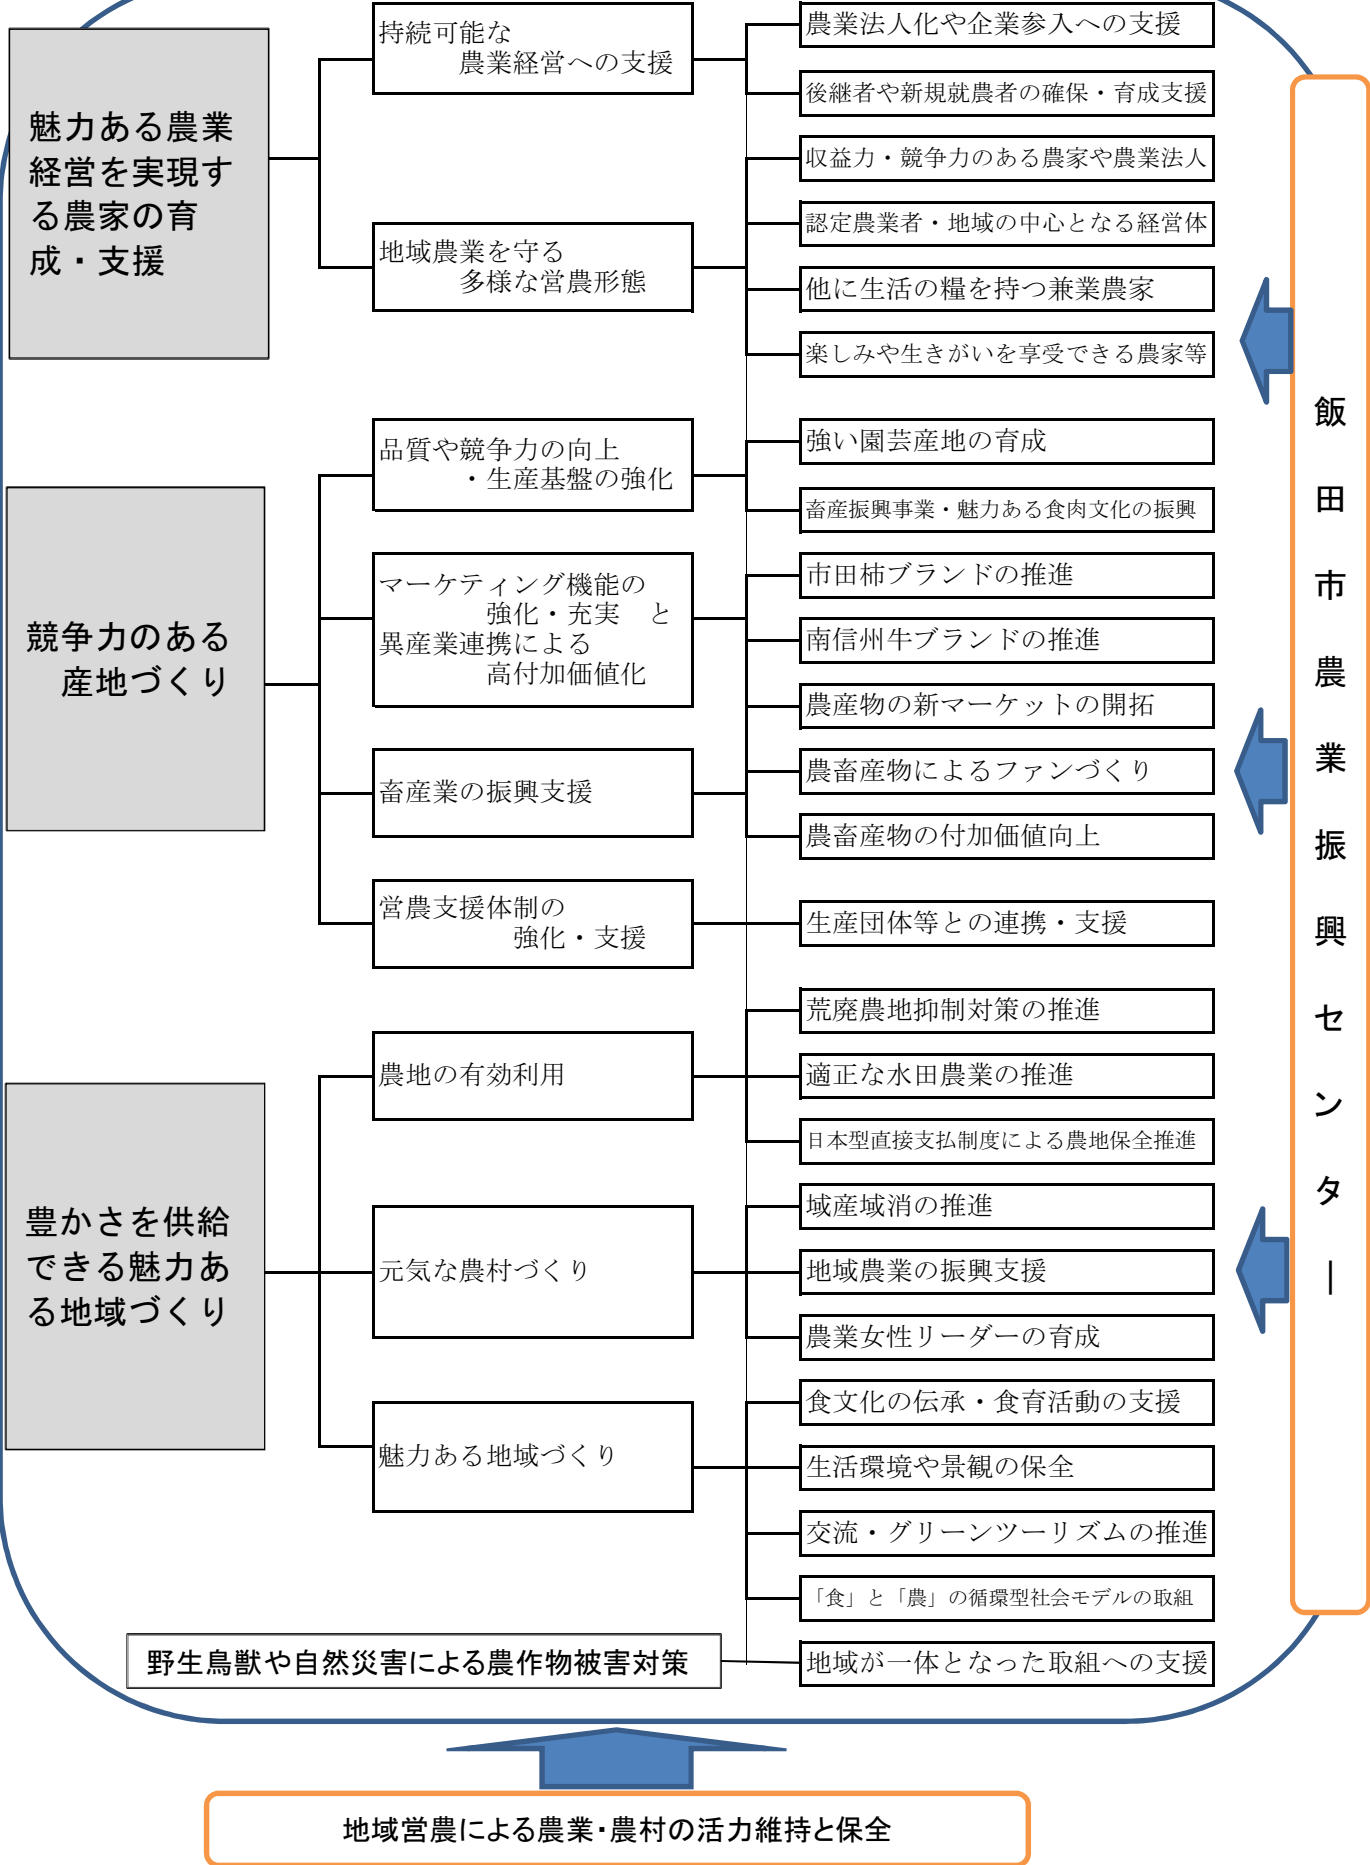 魅力ある農業
経営を実現す
る農家の育
成・支援
持続可能な
農業経営への支援
農業法人化や企業参入への支援
後継者や新規就農者の確保・育成支援
地域農業を守る
多様な営農形態
収益力・競争力のある農家や農業法人
認定農業者・地域の中心となる経営体
他に生活の糧を持つ兼業農家
楽しみや生きがいを享受できる農家等
競争力のある
産地づくり
品質や競争力の向上
・生産基盤の強化
強い園芸産地の育成
畜産振興事業・魅力ある食肉文化の振興
マーケティング機能の
強化・充実　と
異産業連携による
高付加価値化
市田柿ブランドの推進
南信州牛ブランドの推進
農産物の新マーケットの開拓
農畜産物によるファンづくり
農畜産物の付加価値向上
畜産業の振興支援
営農支援体制の
強化・支援
生産団体等との連携・支援
豊かさを供給
できる魅力あ
る地域づくり
農地の有効利用
荒廃農地抑制対策の推進
適正な水田農業の推進
日本型直接支払制度による農地保全推進
元気な農村づくり
域産域消の推進
地域農業の振興支援
農業女性リーダーの育成
魅力ある地域づくり
食文化の伝承・食育活動の支援
生活環境や景観の保全
交流・グリーンツーリズムの推進
「食」と「農」の循環型社会モデルの取組
野生鳥獣や自然災害による農作物被害対策
地域が一体となった取組への支援
飯田市農業振興センター
地域営農による農業・農村の活力維持と保全